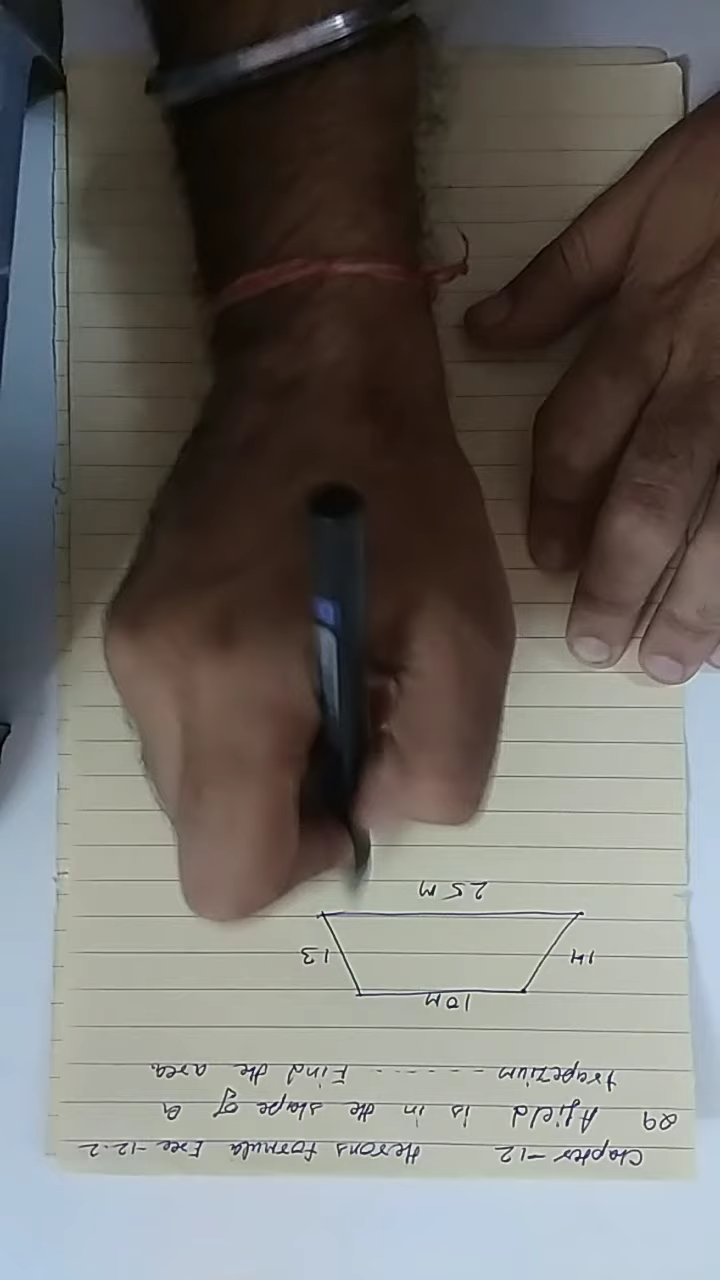 Chapter -12 Herons formula Exe -12.2
Q9 A field is in the shape of a
trapezium ------- Find the area
10M
14 13
25M